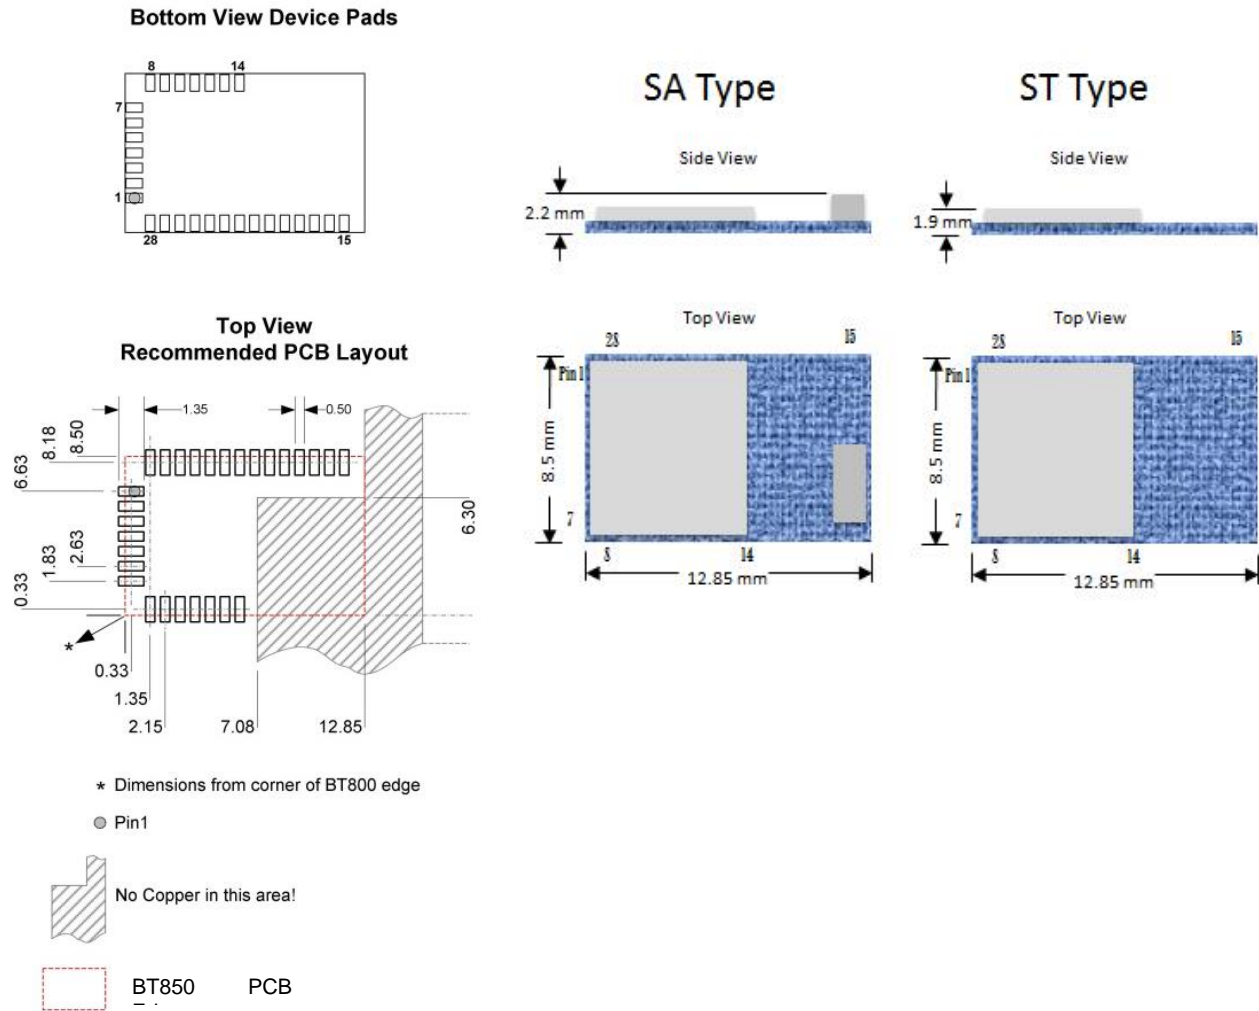 Bottom View Device Pads
8
14
7
1
28
15
Top View
Recommended PCB Layout
1.35
0.50
8.50
8.18
6.63
2.63
1.83
0.33
6.30
*
0.33
1.35
2.15
7.08
12.85
* Dimensions from corner of BT800 edge
Pin1
No Copper in this area!
BT850 PCB
SA Type
Side View
2.2 mm
Top View
28
15
Pin 1
8.5 mm
7
8
14
12.85 mm
ST Type
Side View
1.9 mm
Top View
28
15
Pin 1
8.5 mm
7
8
14
12.85 mm